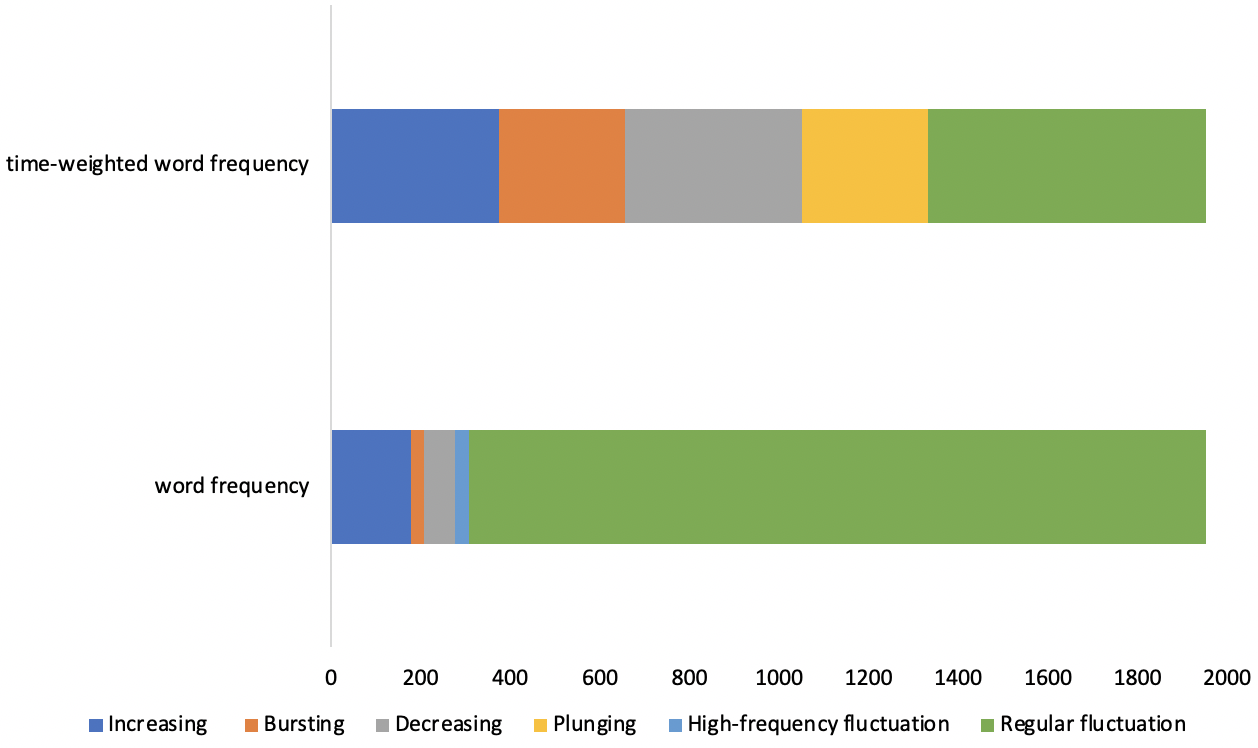 time-weighted word frequency
word frequency
0 200 400 600 800 1000 1200 1400 1600 1800 2000
Increasing Bursting Decreasing Plunging High-frequency fluctuation Regular fluctuation